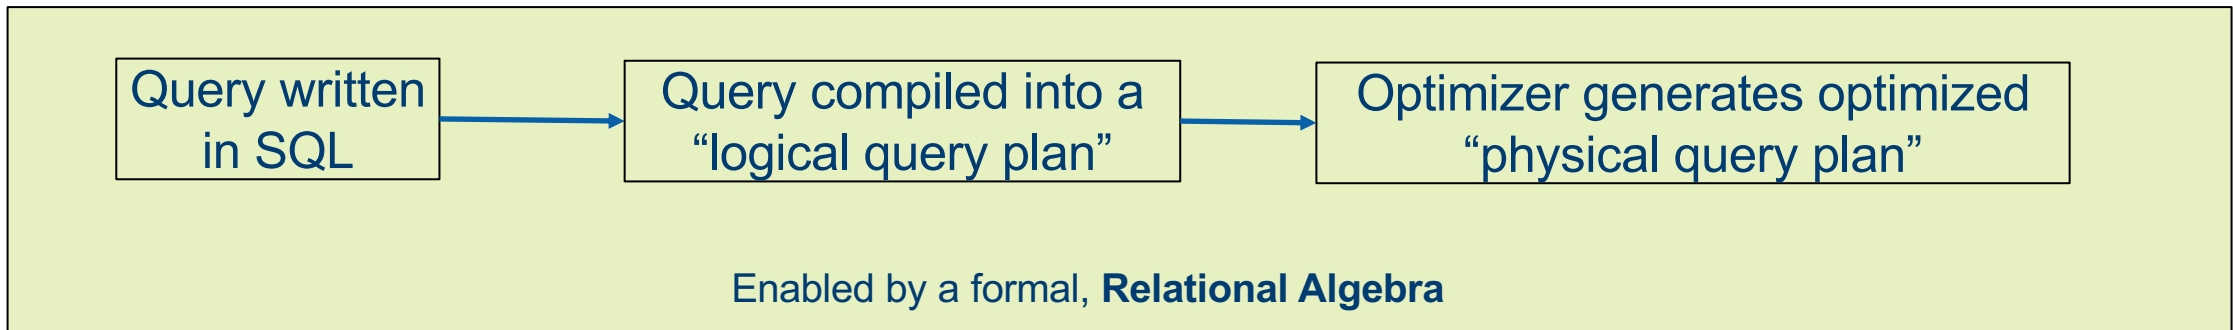 Query written
in SQL
Query compiled into a
“logical query plan”
Optimizer generates optimized
“physical query plan”
Enabled by a formal, Relational Algebra